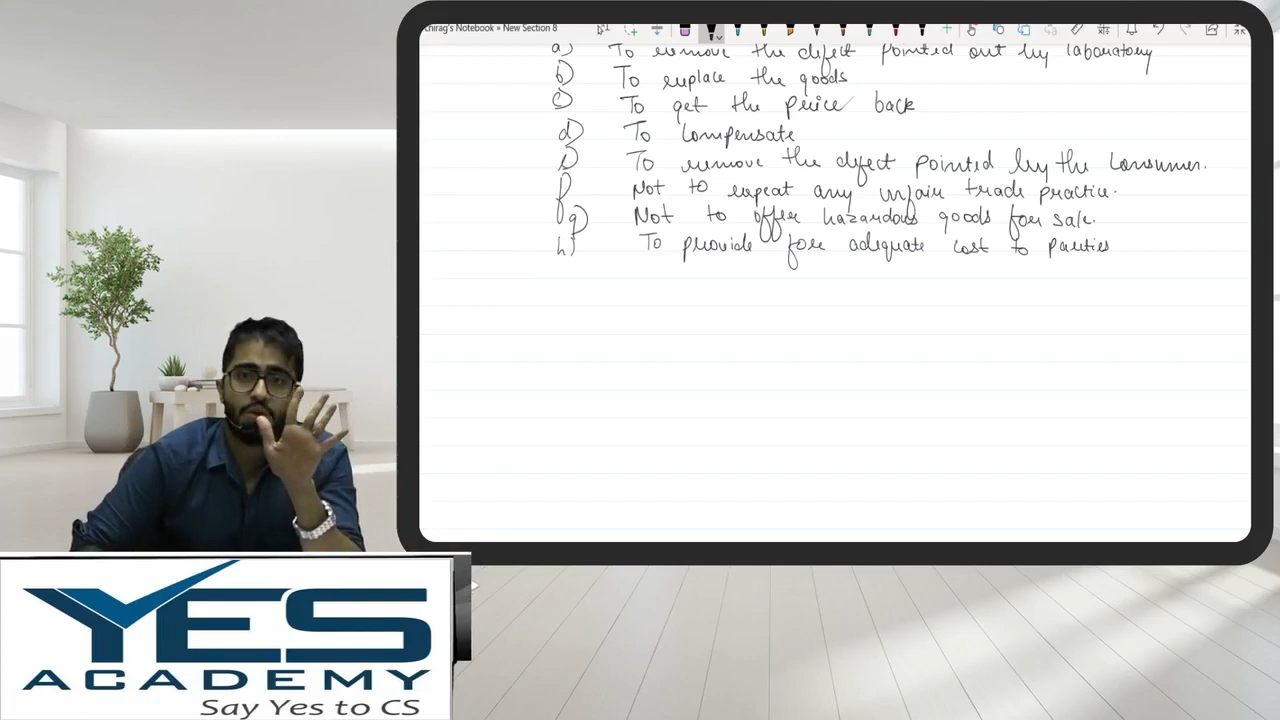 chirag's Notebook » New Section 8
a) To remove the defect pointed out by laboratory
b) To replace the goods
c) To get the price back
d) To compensate
e) To remove the defect pointed by the consumer.
f) Not to repeat any unfair trade practice.
g) Not to offer hazardous goods for sale.
h) To provide for adequate cost to parties
YES
ACADEMY
Say Yes to CS